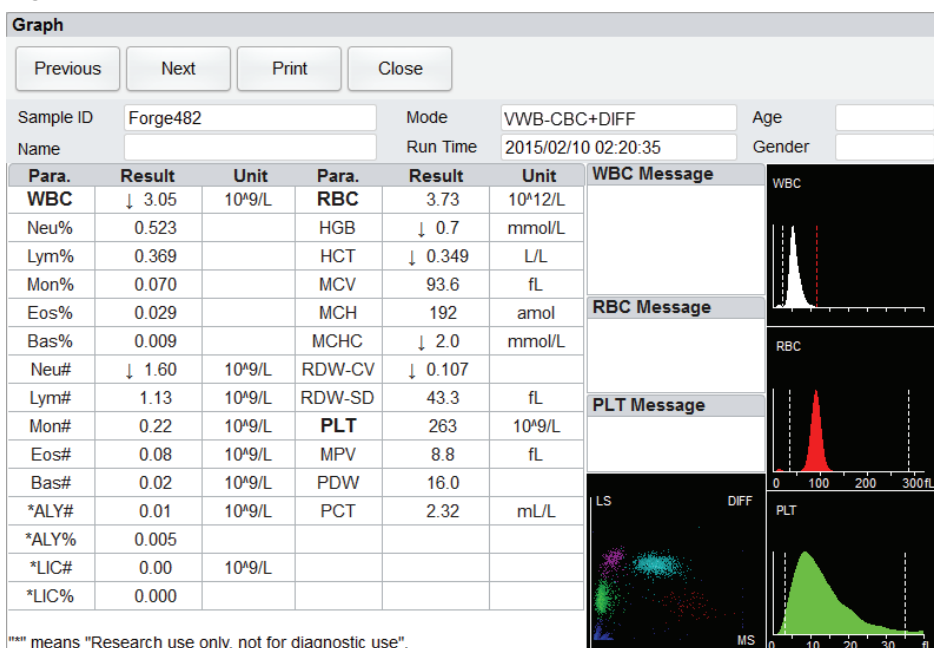 Graph
Previous Next Print Close
Sample ID Forge482 Mode VWB-CBC+DIFF Age
Name Run Time 2015/02/10 02:20:35 Gender
Para. Result Unit Para. Result Unit WBC Message
WBC ↓ 3.05 10^9/L RBC 3.73 10^12/L
Neu% 0.523 HGB ↓ 0.7 mmol/L
Lym% 0.369 HCT ↓ 0.349 L/L
Mon% 0.070 MCV 93.6 fL
Eos% 0.029 MCH 192 amol RBC Message
Bas% 0.009 MCHC ↓ 2.0 mmol/L
Neu# ↓ 1.60 10^9/L RDW-CV ↓ 0.107
Lym# 1.13 10^9/L RDW-SD 43.3 fL PLT Message
Mon# 0.22 10^9/L PLT 263 10^9/L
Eos# 0.08 10^9/L MPV 8.8 fL
Bas# 0.02 10^9/L PDW 16.0
*ALY# 0.01 10^9/L PCT 2.32 mL/L
*ALY% 0.005
*LIC# 0.00 10^9/L
*LIC% 0.000
"*" means "Research use only, not for diagnostic use".
LS DIFF
MS
WBC
RBC
0 100 200 300fL
PLT
0 10 20 30 fL